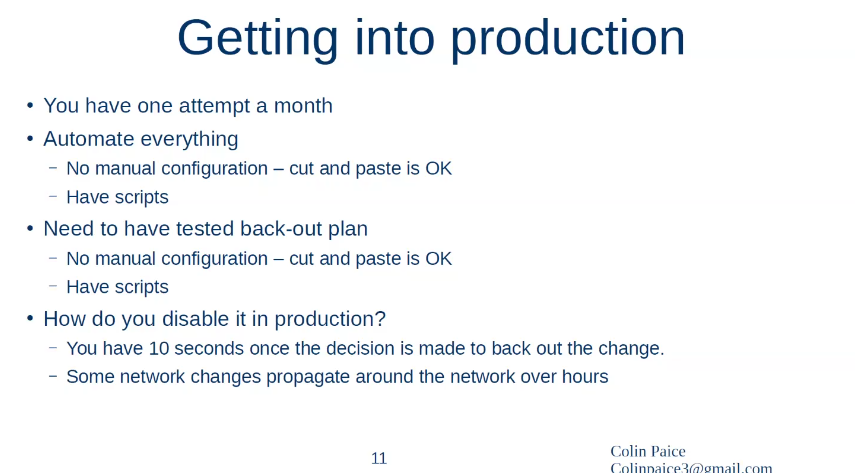 Getting into production
• You have one attempt a month
• Automate everything
– No manual configuration – cut and paste is OK
– Have scripts
• Need to have tested back-out plan
– No manual configuration – cut and paste is OK
– Have scripts
• How do you disable it in production?
– You have 10 seconds once the decision is made to back out the change.
– Some network changes propagate around the network over hours
11
Colin Paice
Colinpaice3@gmail.com